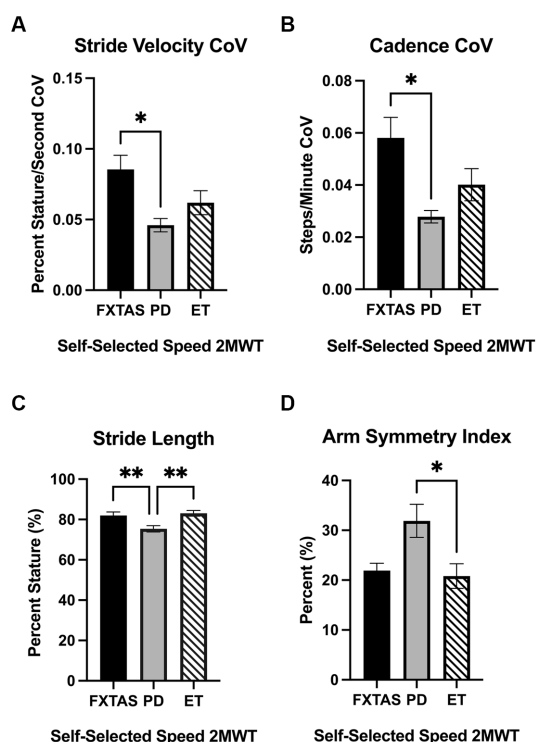 A
Stride Velocity CoV
Percent Stature/Second CoV
0.15
0.10
0.05
0.00
*
FXTAS PD ET
Self-Selected Speed 2MWT
B
Cadence CoV
Steps/Minute CoV
0.08
0.06
0.04
0.02
0.00
*
FXTAS PD ET
Self-Selected Speed 2MWT
C
Stride Length
Percent Stature (%)
100
80
60
40
20
0
** **
FXTAS PD ET
Self-Selected Speed 2MWT
D
Arm Symmetry Index
Percent (%)
40
30
20
10
0
*
FXTAS PD ET
Self-Selected Speed 2MWT